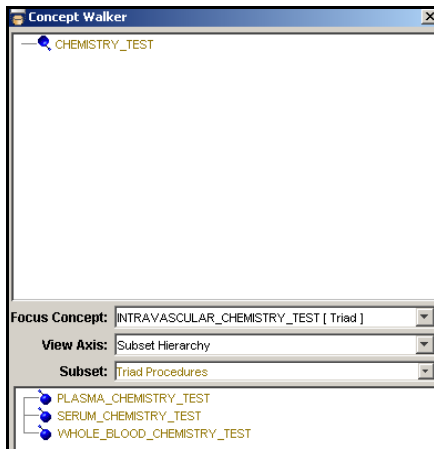 Concept Walker
CHEMISTRY_TEST
Focus Concept: INTRAVASCULAR_CHEMISTRY_TEST [ Triad ]
View Axis: Subset Hierarchy
Subset: Triad Procedures
PLASMA_CHEMISTRY_TEST
SERUM_CHEMISTRY_TEST
WHOLE_BLOOD_CHEMISTRY_TEST